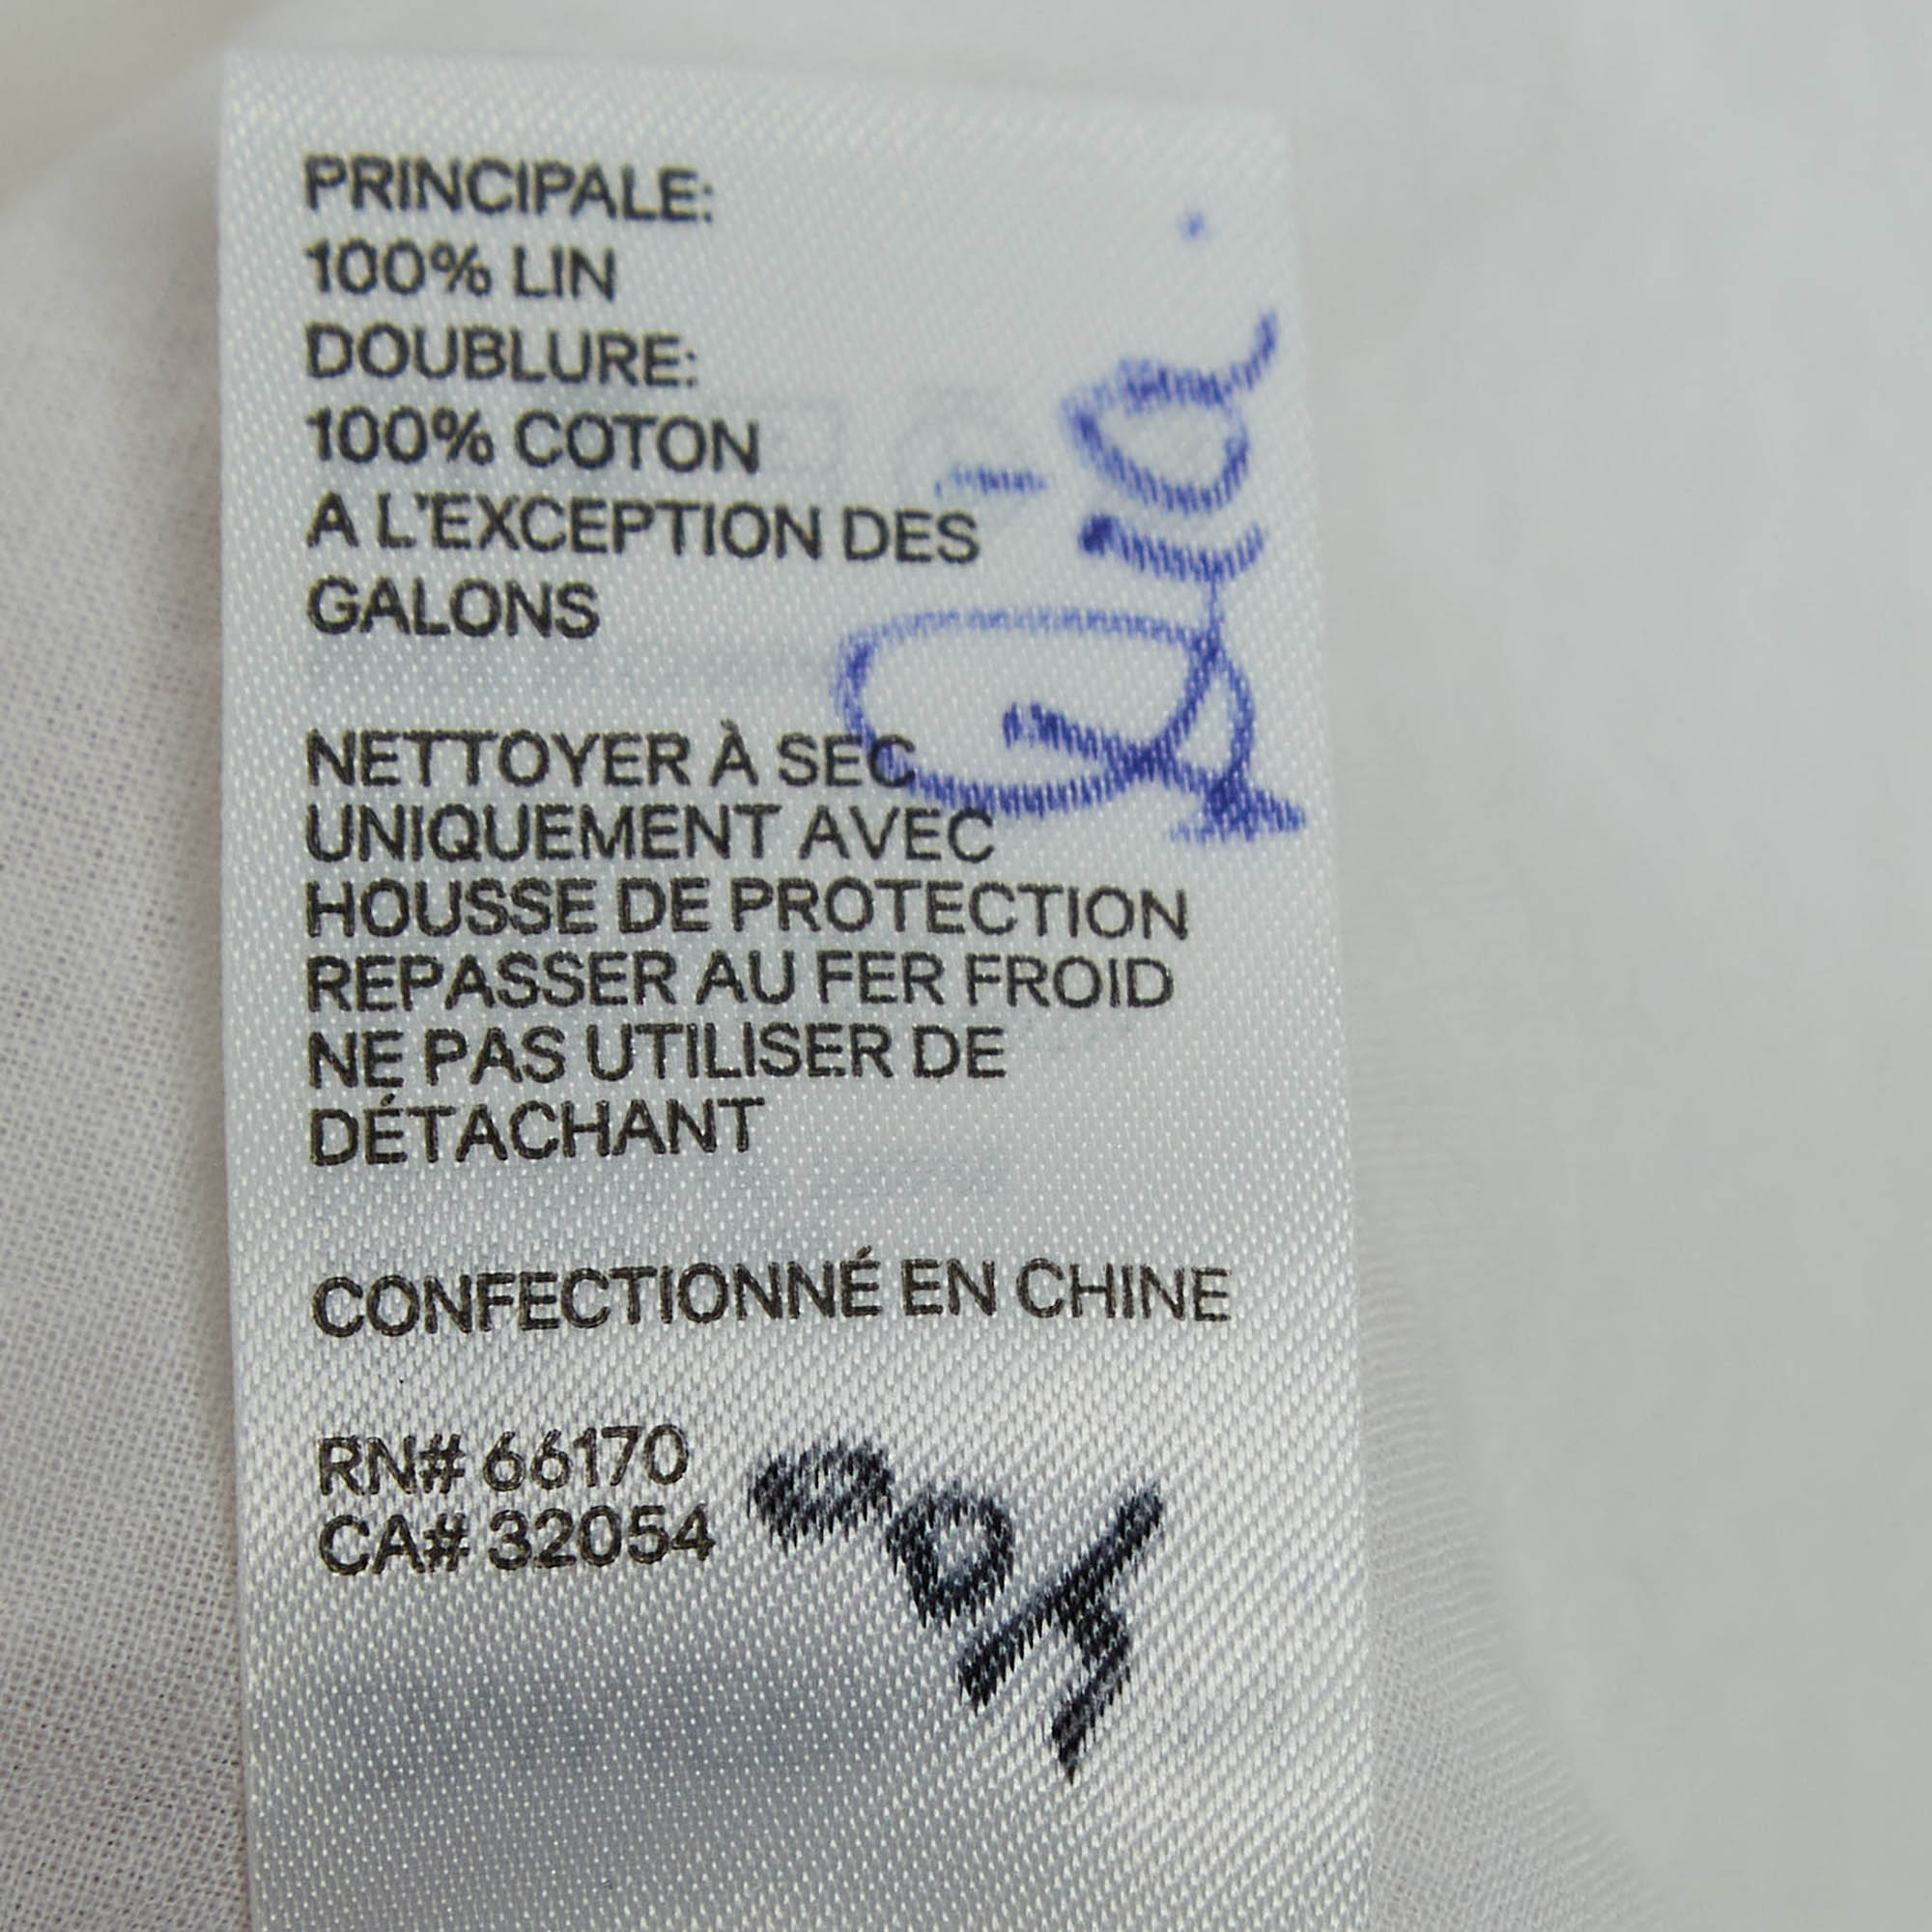 PRINCIPALE:
100% LIN
DOUBLURE:
100% COTON
A L'EXCEPTION DES
GALONS
NETTOYER À SEC
UNIQUEMENT AVEC
HOUSSE DE PROTECTION
REPASSER AU FER FROID
NE PAS UTILISER DE
DÉTACHANT
CONFECTIONNÉ EN CHINE
RN# 66170
CA# 32054